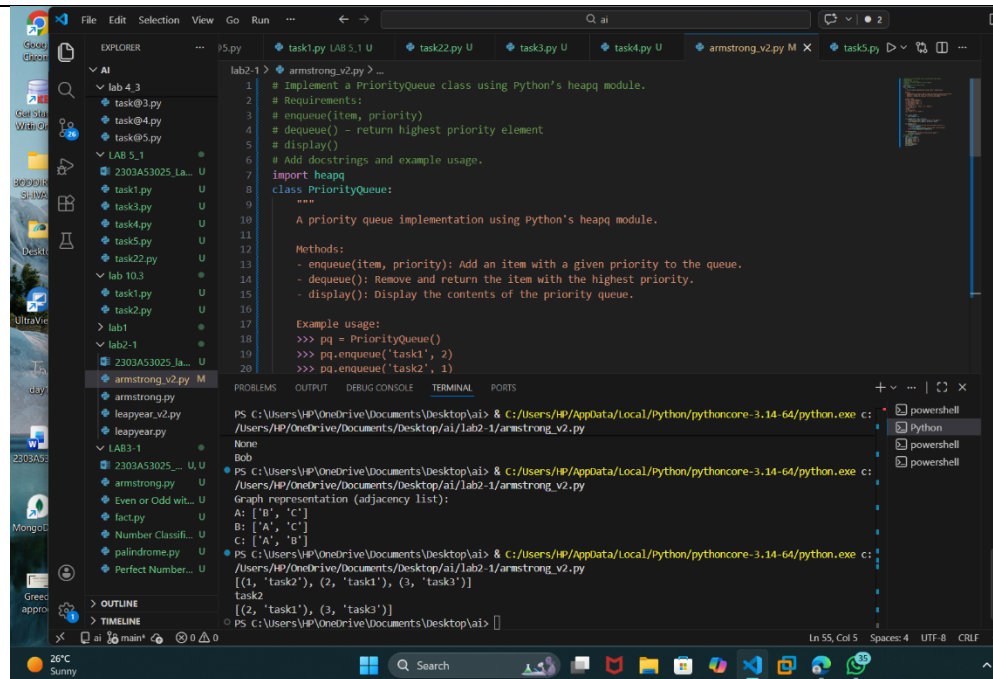 File Edit Selection View Go Run ... ai 2
EXPLORER ...
AI
lab 4_3
task@3.py
task@4.py
task@5.py
LAB 5_1
2303A53025_La... U
task1.py U
task3.py U
task4.py U
task5.py U
task22.py U
lab 10.3
task1.py U
task2.py U
lab1
lab2-1
2303A53025_la... U
armstrong_v2.py M
armstrong.py
leapyear_v2.py
leapyear.py
LAB3-1
2303A53025_... U, U
armstrong.py U
Even or Odd wit... U
fact.py U
Number Classifi... U
palindrome.py U
Perfect Number... U
OUTLINE
TIMELINE
5.py task1.py LAB 5_1 U task22.py U task3.py U task4.py U armstrong_v2.py M task5.py
lab2-1 > armstrong_v2.py > ...
1 # Implement a PriorityQueue class using Python's heapq module.
2 # Requirements:
3 # enqueue(item, priority)
4 # dequeue() – return highest priority element
5 # display()
6 # Add docstrings and example usage.
7 import heapq
8 class PriorityQueue:
9 """
10 A priority queue implementation using Python's heapq module.
11
12 Methods:
13 - enqueue(item, priority): Add an item with a given priority to the queue.
14 - dequeue(): Remove and return the item with the highest priority.
15 - display(): Display the contents of the priority queue.
16
17 Example usage:
18 >>> pq = PriorityQueue()
19 >>> pq.enqueue('task1', 2)
20 >>> pq.enqueue('task2', 1)
PROBLEMS OUTPUT DEBUG CONSOLE TERMINAL PORTS
PS C:\Users\HP\OneDrive\Documents\Desktop\ai> & C:/Users/HP/AppData/Local/Python/pythoncore-3.14-64/python.exe c:
/Users/HP/OneDrive/Documents/Desktop/ai/lab2-1/armstrong_v2.py
None
Bob
PS C:\Users\HP\OneDrive\Documents\Desktop\ai> & C:/Users/HP/AppData/Local/Python/pythoncore-3.14-64/python.exe c:
/Users/HP/OneDrive/Documents/Desktop/ai/lab2-1/armstrong_v2.py
Graph representation (adjacency list):
A: ['B', 'C']
B: ['A', 'C']
C: ['A', 'B']
PS C:\Users\HP\OneDrive\Documents\Desktop\ai> & C:/Users/HP/AppData/Local/Python/pythoncore-3.14-64/python.exe c:
/Users/HP/OneDrive/Documents/Desktop/ai/lab2-1/armstrong_v2.py
[(1, 'task2'), (2, 'task1'), (3, 'task3')]
task2
[(2, 'task1'), (3, 'task3')]
PS C:\Users\HP\OneDrive\Documents\Desktop\ai>
powershell
Python
powershell
powershell
ai main* 0 0 Ln 55, Col 5 Spaces: 4 UTF-8 CRLF
26°C
Sunny
Search